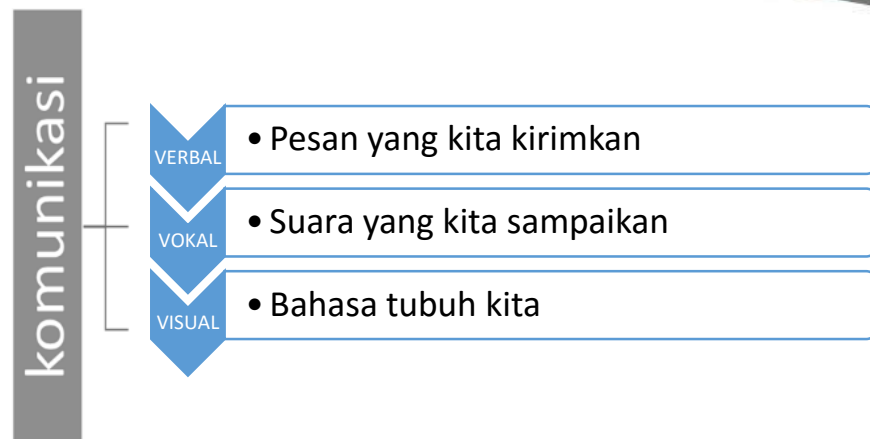 komunikasi
VERBAL
• Pesan yang kita kirimkan
VOKAL
• Suara yang kita sampaikan
VISUAL
• Bahasa tubuh kita